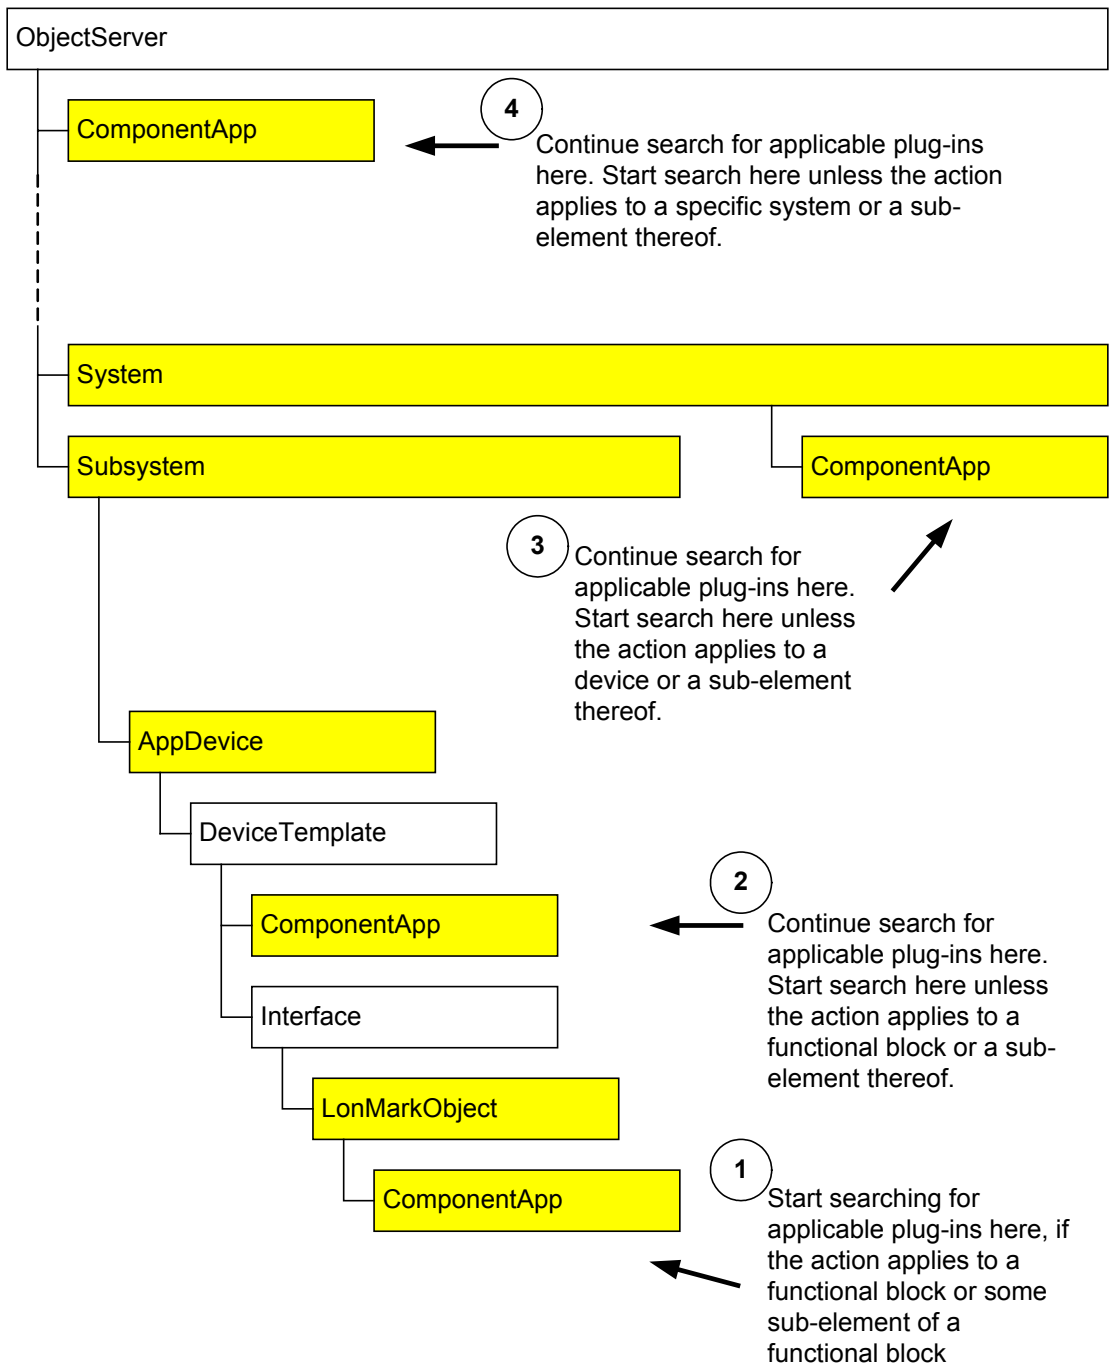 ObjectServer
ComponentApp
4
Continue search for applicable plug-ins
here. Start search here unless the action
applies to a specific system or a sub-
element thereof.
System
Subsystem
ComponentApp
3
Continue search for
applicable plug-ins here.
Start search here unless
the action applies to a
device or a sub-element
thereof.
AppDevice
DeviceTemplate
2
ComponentApp
Continue search for
applicable plug-ins here.
Start search here unless
the action applies to a
functional block or a sub-
element thereof.
Interface
LonMarkObject
1
ComponentApp
Start searching for
applicable plug-ins here, if
the action applies to a
functional block or some
sub-element of a
functional block